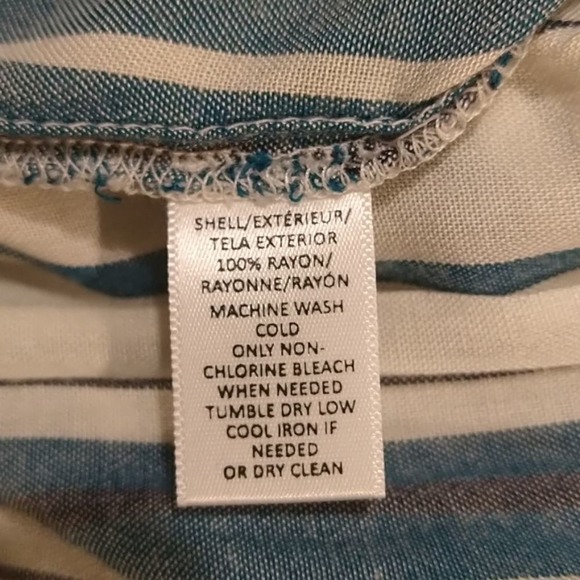 SHELL/EXTÉRIEUR/
TELA EXTERIOR
100% RAYON/
RAYONNE/RAYÓN
MACHINE WASH
COLD
ONLY NON-
CHLORINE BLEACH
WHEN NEEDED
TUMBLE DRY LOW
COOL IRON IF
NEEDED
OR DRY CLEAN